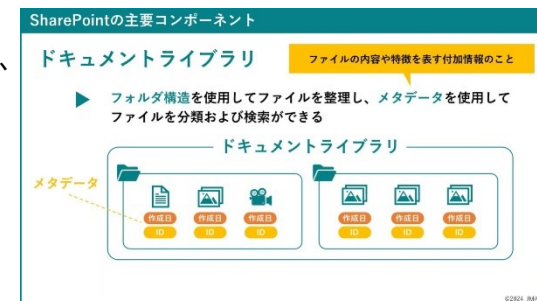 SharePointの主要コンポーネント
、
ドキュメントライブラリ
ファイルの内容や特徴を表す付加情報のこと
▶ フォルダ構造を使用してファイルを整理し、メタデータを使用して
ファイルを分類および検索ができる
ドキュメントライブラリ
メタデータ
作成日 作成日 作成日 作成日 作成日 作成日
ID ID ID ID ID ID
©2024